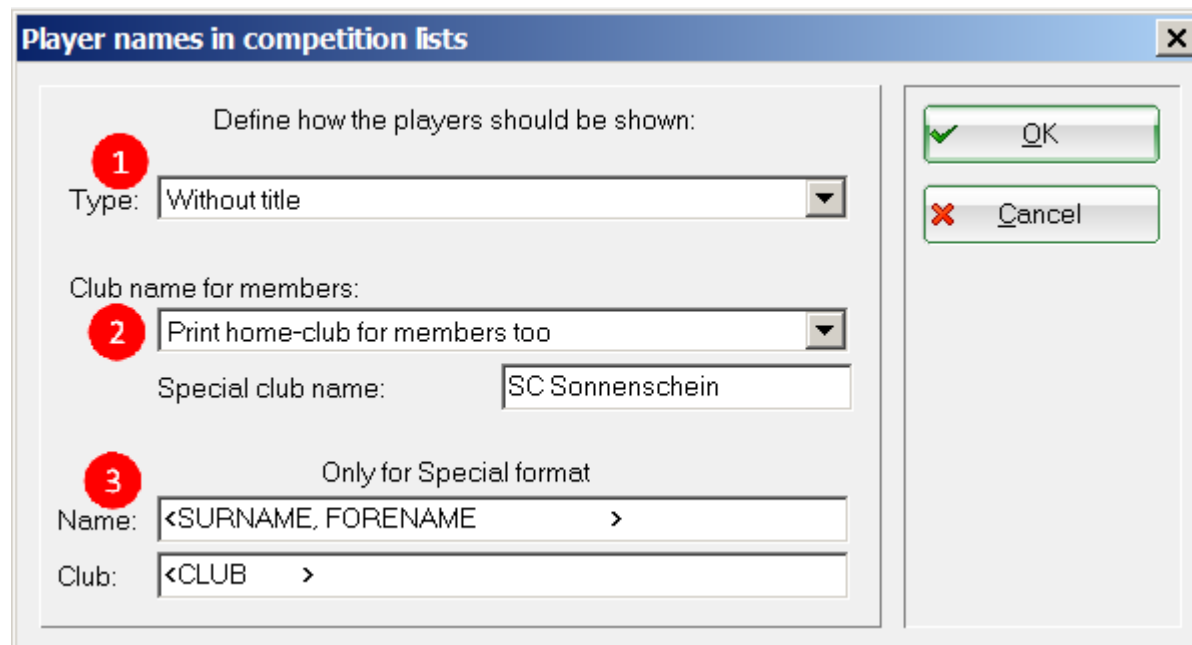 Player names in competition lists
Define how the players should be shown:
1
Type: Without title
Club name for members:
2
Print home-club for members too
Special club name: SC Sonnenschein
3
Only for Special format
Name: <SURNAME, FORENAME >
Club: <CLUB >
OK
Cancel